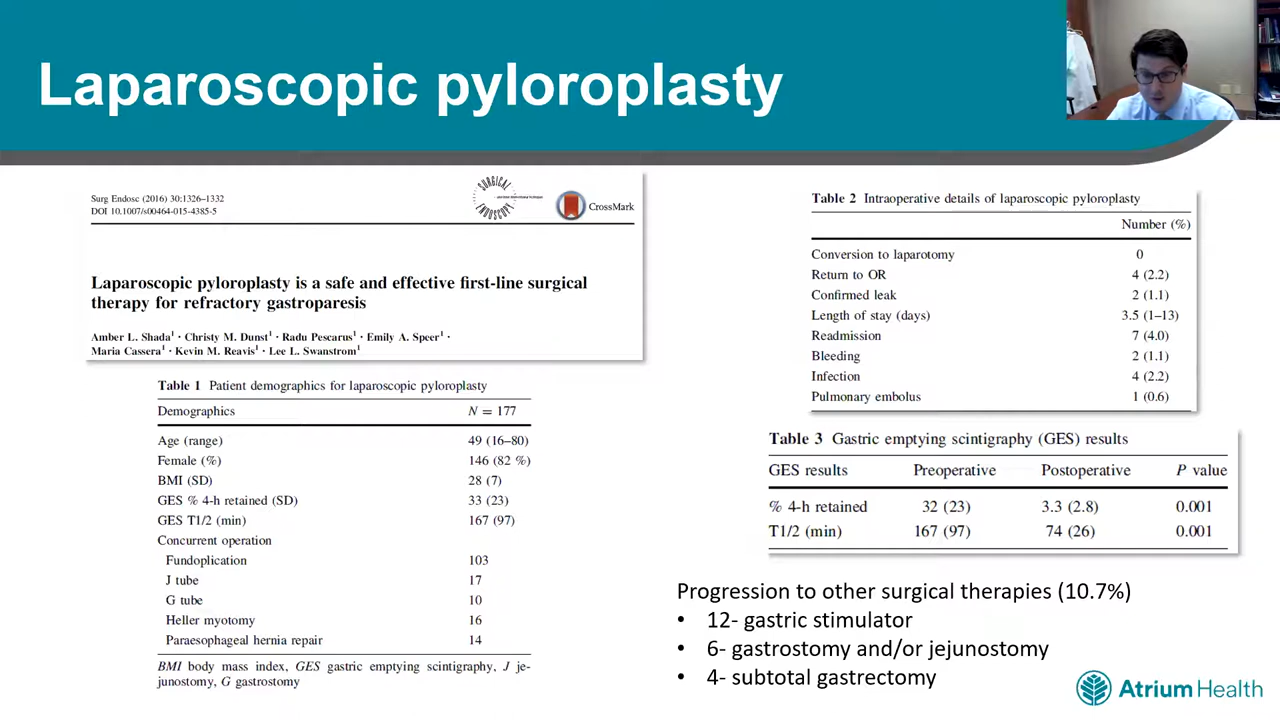 Laparoscopic pyloroplasty
Surg Endosc (2016) 30:1326–1332
DOI 10.1007/s00464-015-4385-5
SURGICAL
ENDOSCOPY
CrossMark
Laparoscopic pyloroplasty is a safe and effective first-line surgical
therapy for refractory gastroparesis
Amber L. Shada1 · Christy M. Dunst1 · Radu Pescarus1 · Emily A. Speer1 ·
Maria Cassera1 · Kevin M. Reavis1 · Lee L. Swanstrom1
Table 1 Patient demographics for laparoscopic pyloroplasty
Demographics N = 177
Age (range) 49 (16–80)
Female (%) 146 (82 %)
BMI (SD) 28 (7)
GES % 4-h retained (SD) 33 (23)
GES T1/2 (min) 167 (97)
Concurrent operation
Fundoplication 103
J tube 17
G tube 10
Heller myotomy 16
Paraesophageal hernia repair 14
BMI body mass index, GES gastric emptying scintigraphy, J je-
junostomy, G gastrostomy
Table 2 Intraoperative details of laparoscopic pyloroplasty
Number (%)
Conversion to laparotomy 0
Return to OR 4 (2.2)
Confirmed leak 2 (1.1)
Length of stay (days) 3.5 (1–13)
Readmission 7 (4.0)
Bleeding 2 (1.1)
Infection 4 (2.2)
Pulmonary embolus 1 (0.6)
Table 3 Gastric emptying scintigraphy (GES) results
GES results Preoperative Postoperative P value
% 4-h retained 32 (23) 3.3 (2.8) 0.001
T1/2 (min) 167 (97) 74 (26) 0.001
Progression to other surgical therapies (10.7%)
• 12- gastric stimulator
• 6- gastrostomy and/or jejunostomy
• 4- subtotal gastrectomy
Atrium Health